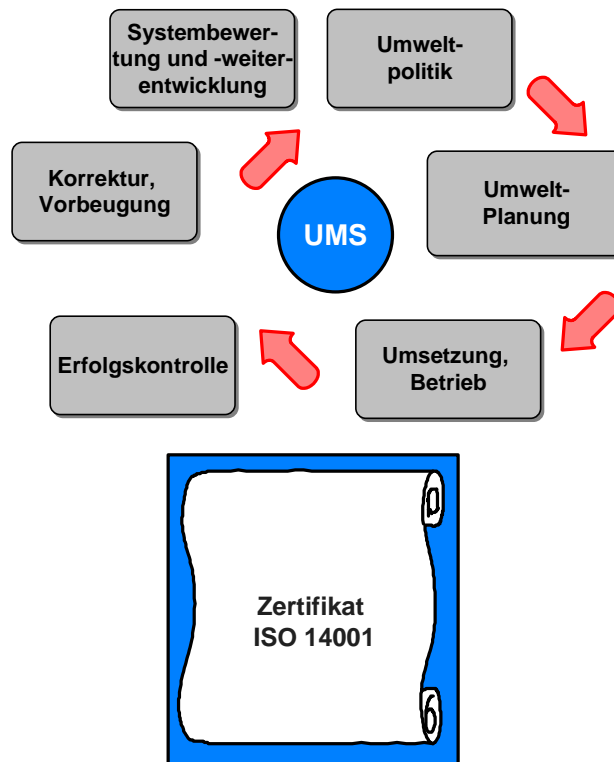 Systembewer-
tung und -weiter-
entwicklung
Umwelt-
politik
Korrektur,
Vorbeugung
Umwelt-
Planung
UMS
Erfolgskontrolle
Umsetzung,
Betrieb
Zertifikat
ISO 14001